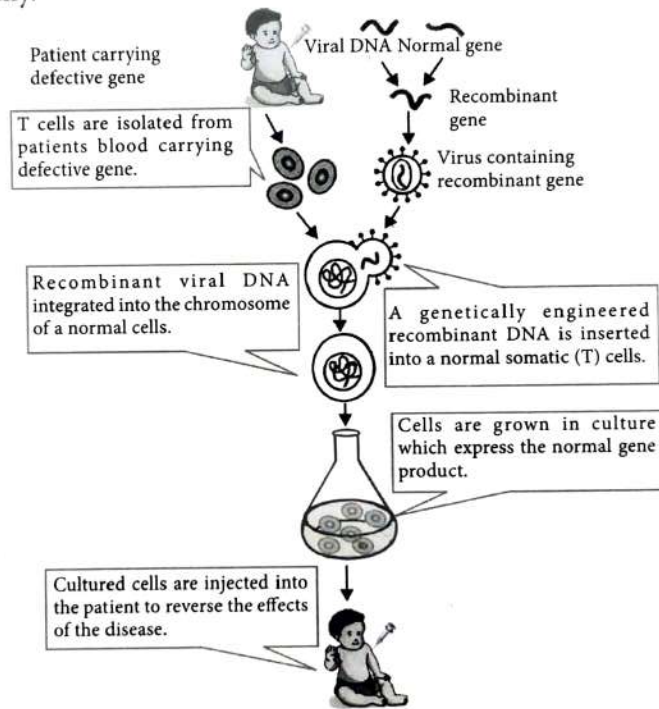 Patient carrying
defective gene
Viral DNA Normal gene
T cells are isolated from
patients blood carrying
defective gene.
Recombinant
gene
Virus containing
recombinant gene
Recombinant viral DNA
integrated into the chromosome
of a normal cells.
A genetically engineered
recombinant DNA is inserted
into a normal somatic (T) cells.
Cells are grown in culture
which express the normal gene
product.
Cultured cells are injected into
the patient to reverse the effects
of the disease.